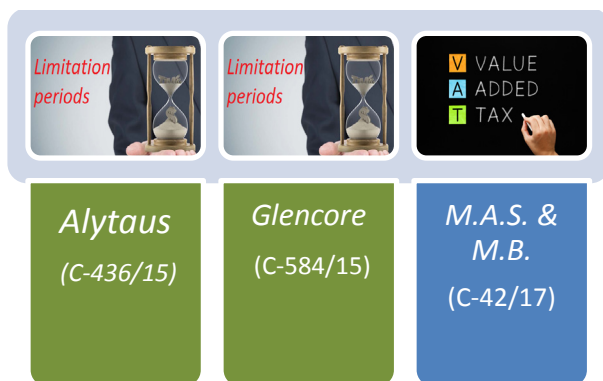 Limitation
periods
Limitation
periods
V VALUE
A ADDED
T TAX
Alytaus
(C-436/15)
Glencore
(C-584/15)
M.A.S. &
M.B.
(C-42/17)